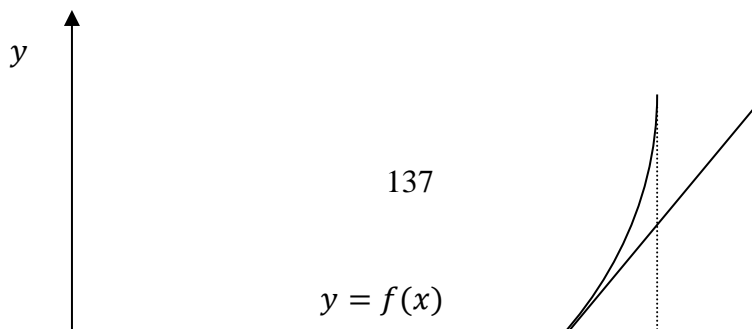 y
137
y = f(x)